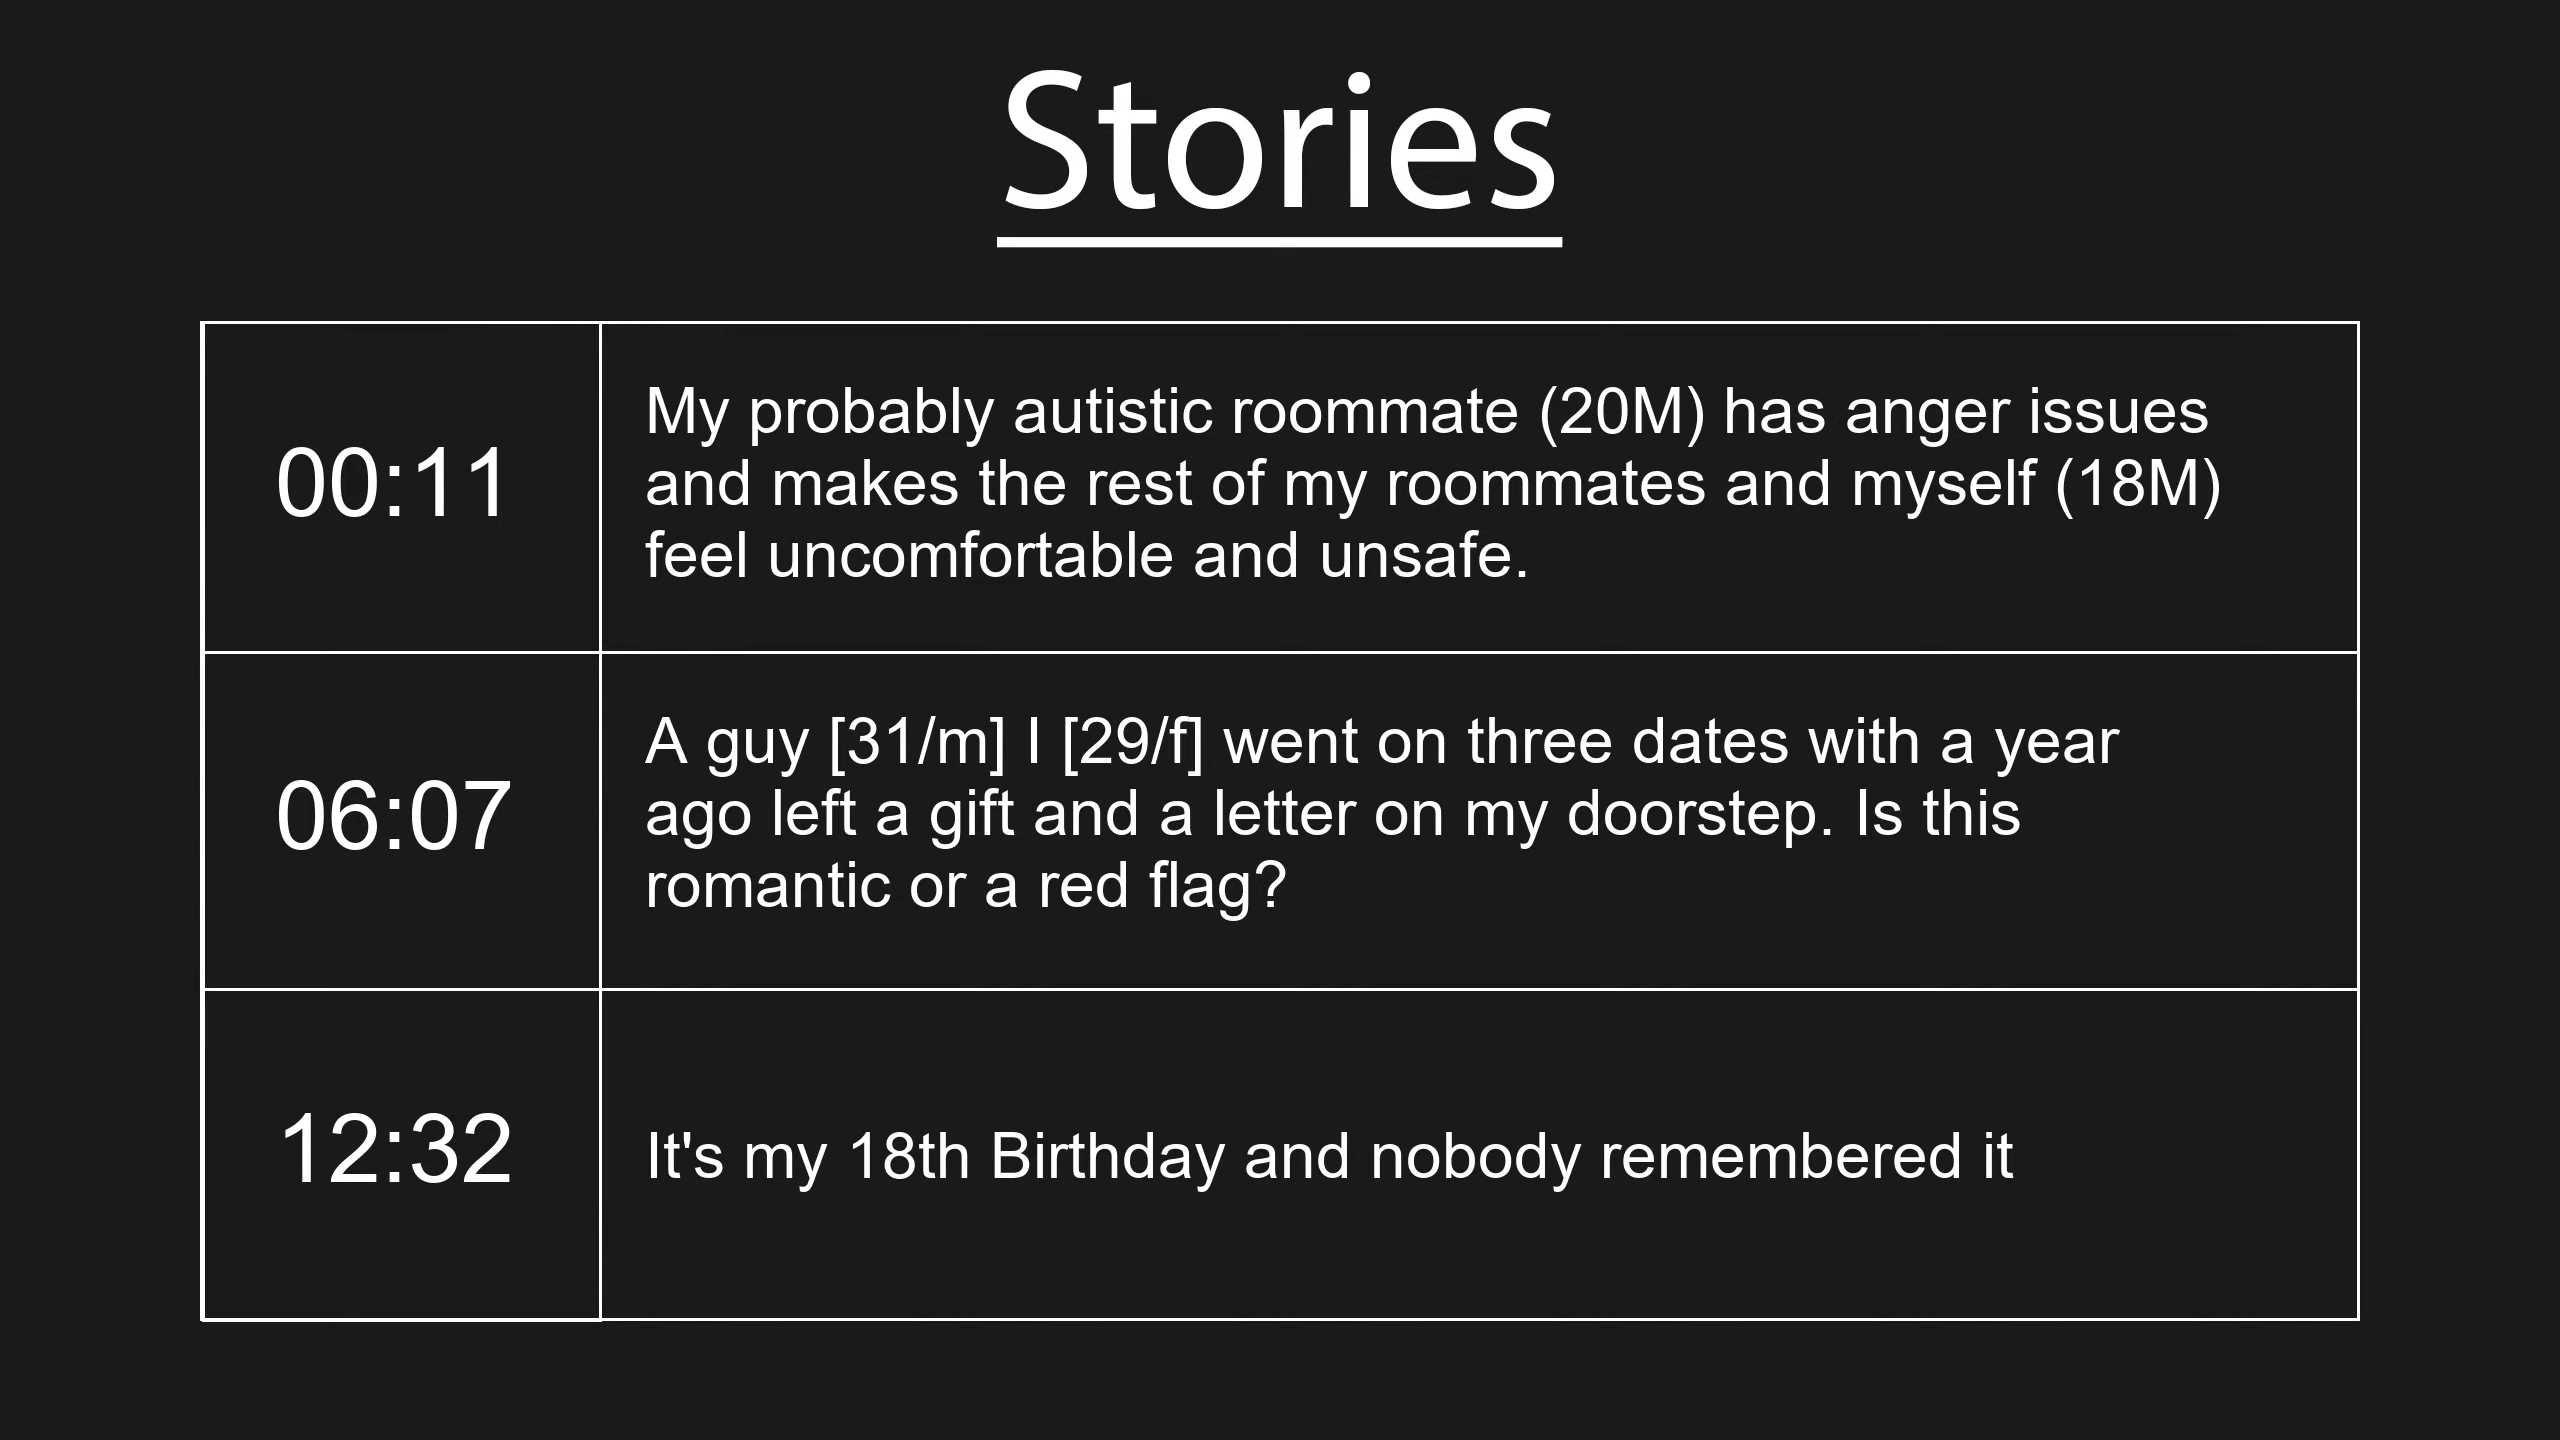 Stories
00:11
My probably autistic roommate (20M) has anger issues
and makes the rest of my roommates and myself (18M)
feel uncomfortable and unsafe.
06:07
A guy [31/m] I [29/f] went on three dates with a year
ago left a gift and a letter on my doorstep. Is this
romantic or a red flag?
12:32
It's my 18th Birthday and nobody remembered it